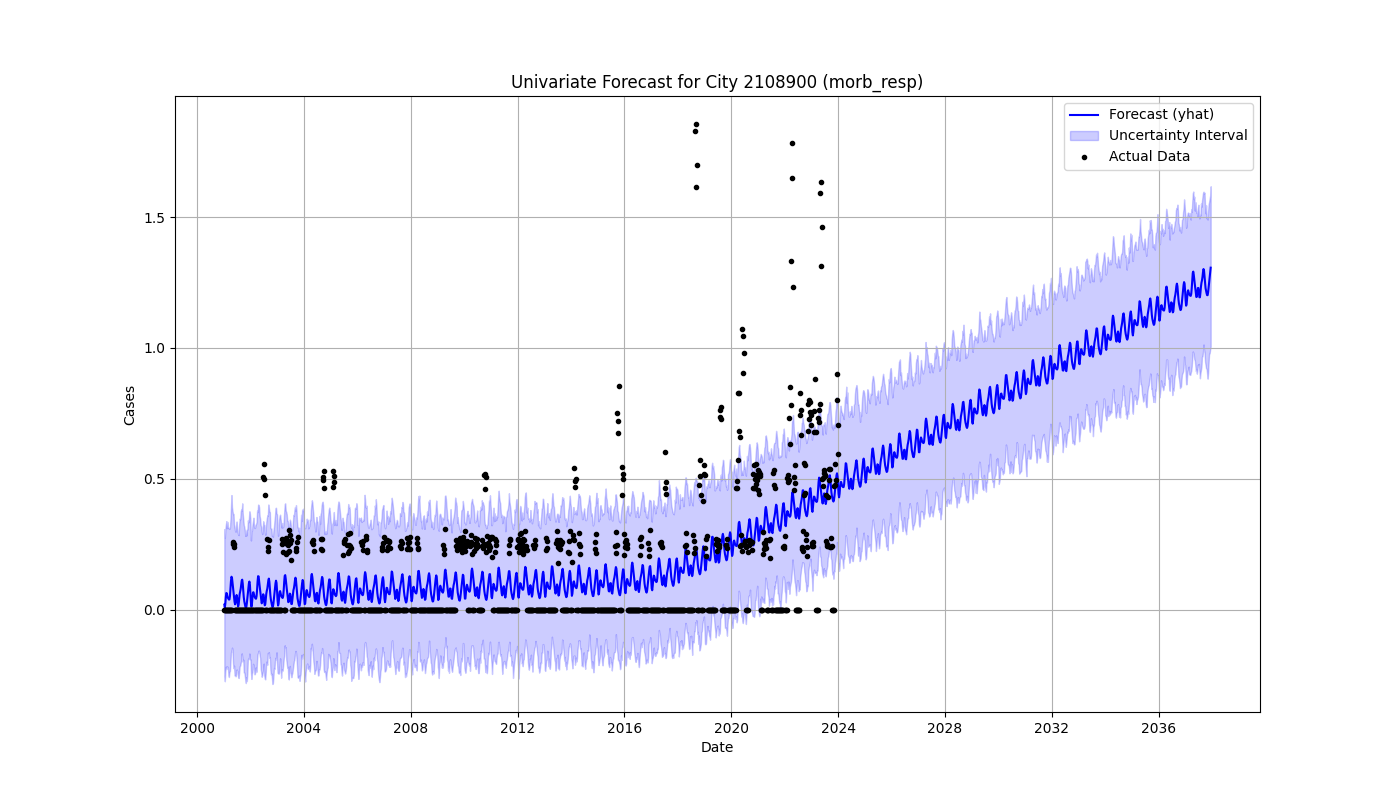 Univariate Forecast for City 2108900 (morb_resp)
Forecast (yhat)
Uncertainty Interval
Actual Data
Cases
1.5
1.0
0.5
0.0
2000 2004 2008 2012 2016 2020 2024 2028 2032 2036
Date